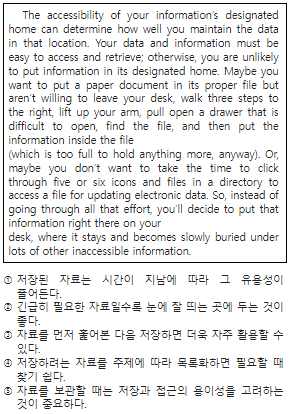 The accessibility of your information's designated
home can determine how well you maintain the data
in that location. Your data and information must be
easy to access and retrieve; otherwise, you are unlikely
to put information in its designated home. Maybe you
want to put a paper document in its proper file but
aren't willing to leave your desk, walk three steps to
the right, lift up your arm, pull open a drawer that is
difficult to open, find the file, and then put the
information inside the file
(which is too full to hold anything more, anyway). Or,
maybe you don't want to take the time to click
through five or six icons and files in a directory to
access a file for updating electronic data. So, instead of
going through all that effort, you'll decide to put that
information right there on your
desk, where it stays and becomes slowly buried under
lots of other inaccessible information.
① 저장된 자료는 시간이 지남에 따라 그 유용성이
줄어든다.
② 긴급히 필요한 자료일수록 눈에 잘 띄는 곳에 두는 것이
좋다.
③ 자료를 먼저 훑어본 다음 저장하면 더욱 자주 활용할 수
있다.
④ 저장하려는 자료를 주제에 따라 목록화하면 필요할 때
찾기 쉽다.
⑤ 자료를 보관할 때는 저장과 접근의 용이성을 고려하는
것이 중요하다.